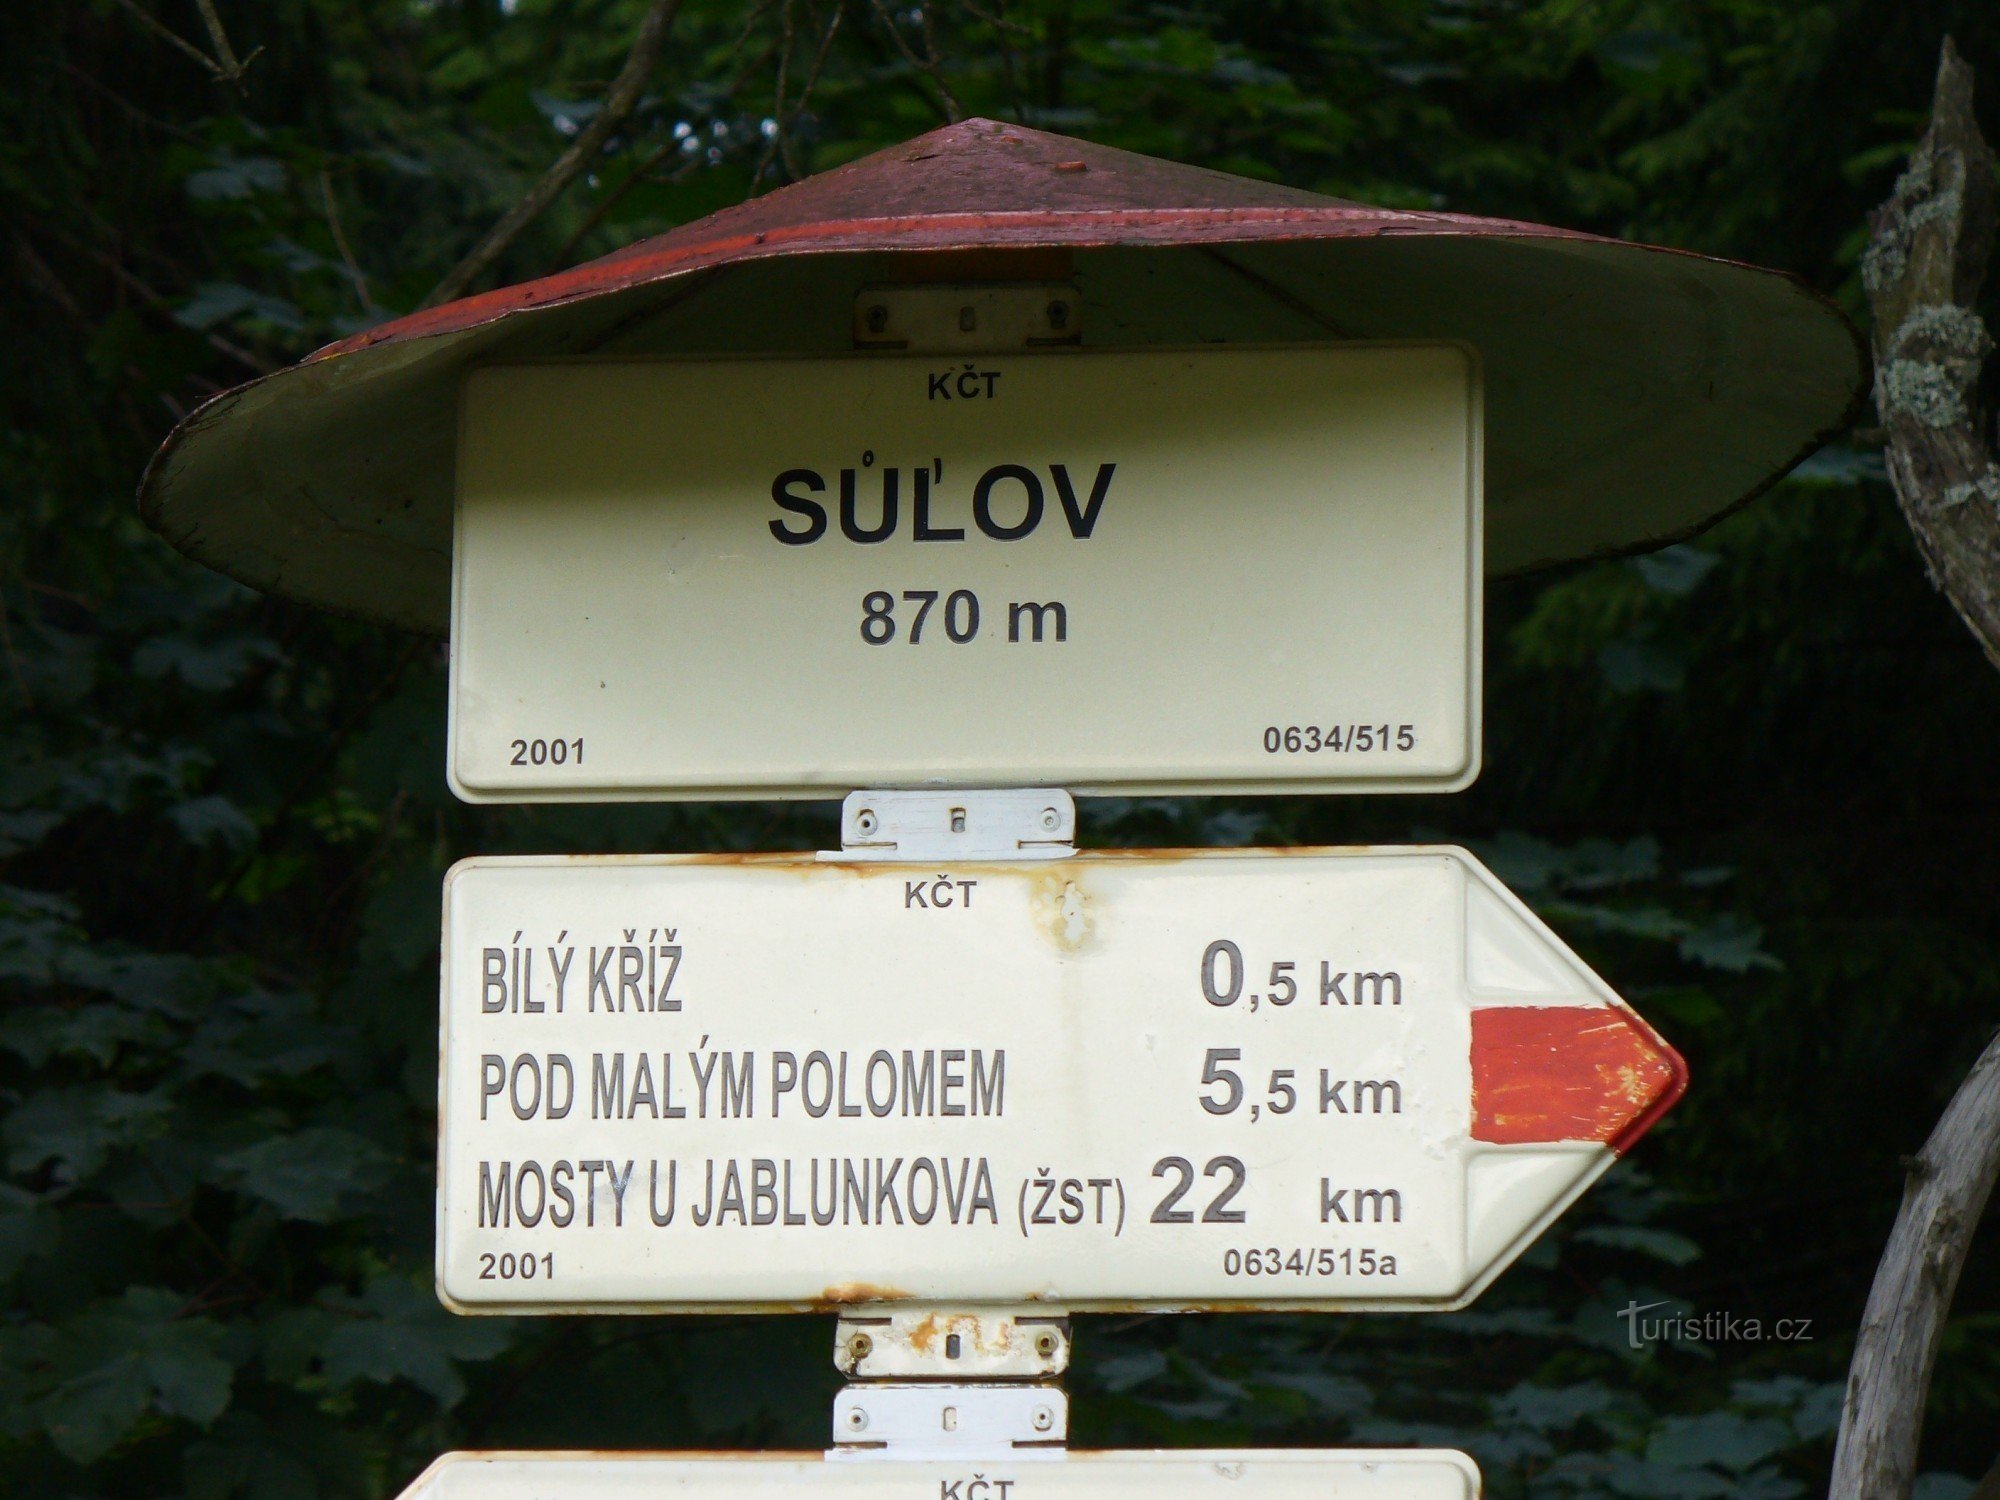 KČT
SŮĽOV
870 m
2001 0634/515
KČT
BÍLÝ KŘÍŽ 0,5 km
POD MALÝM POLOMEM 5,5 km
MOSTY U JABLUNKOVA (ŽST) 22 km
2001 0634/515a
Turistika.cz
KČT